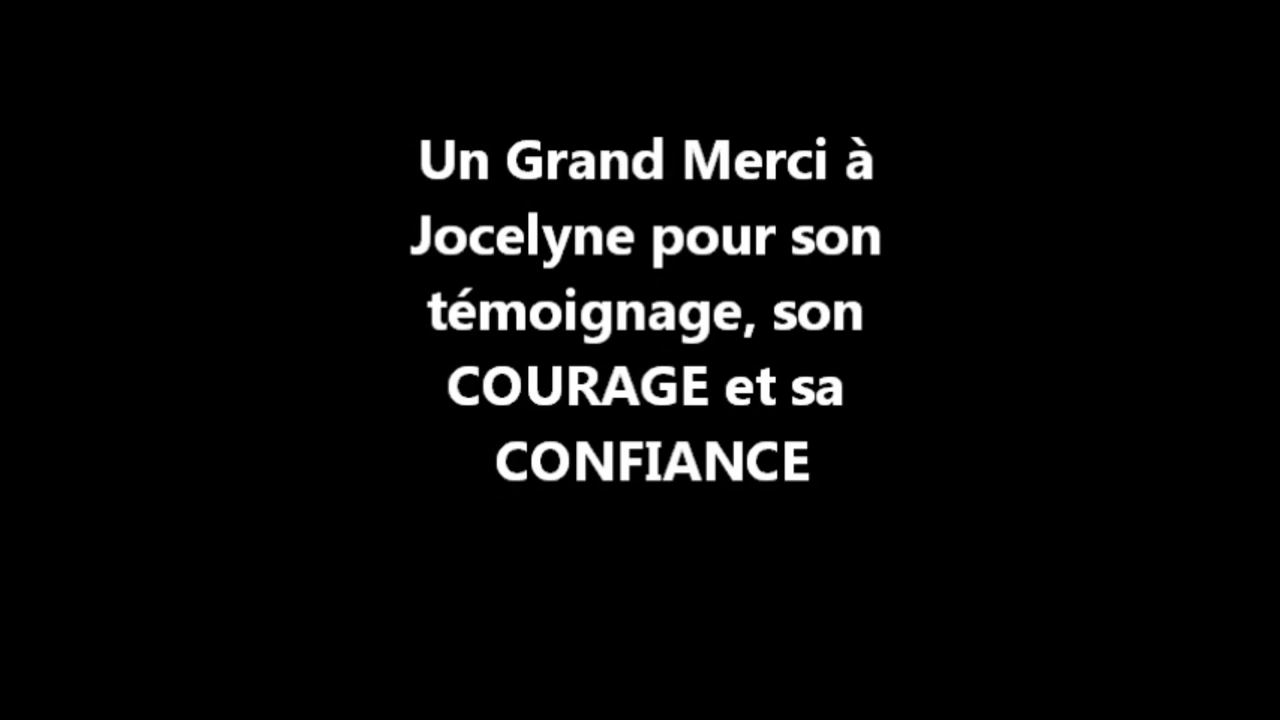 Un Grand Merci à
Jocelyne pour son
témoignage, son
COURAGE et sa
CONFIANCE